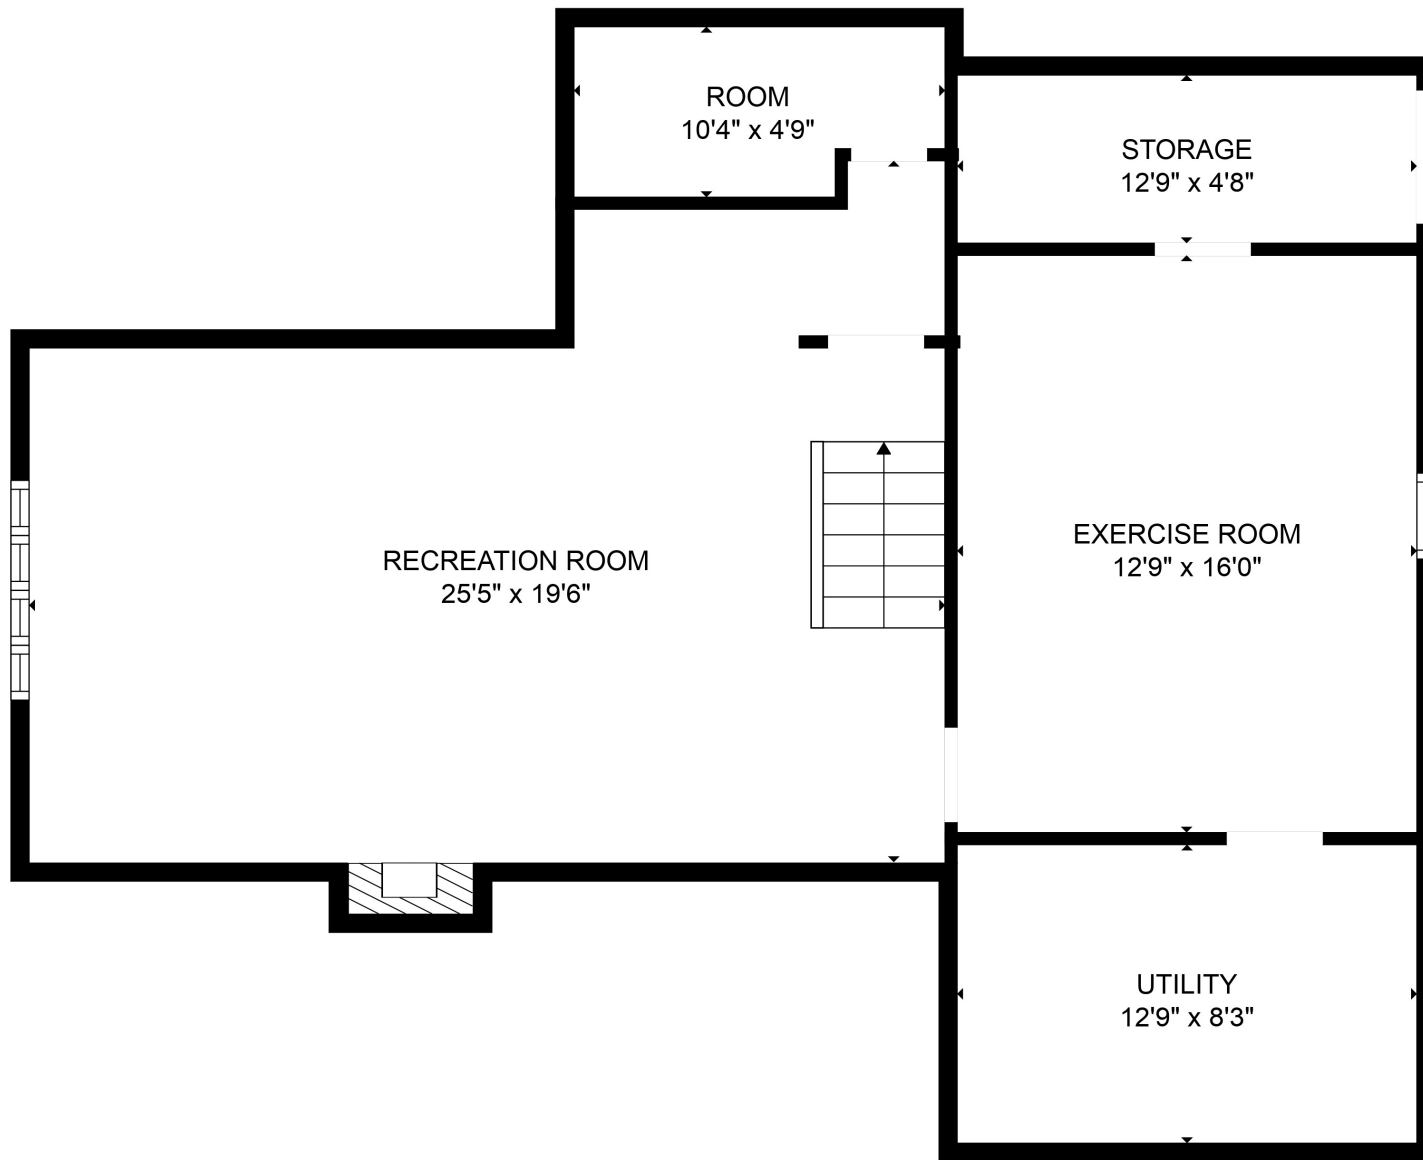 ROOM
10'4" x 4'9"
STORAGE
12'9" x 4'8"
RECREATION ROOM
25'5" x 19'6"
EXERCISE ROOM
12'9" x 16'0"
UTILITY
12'9" x 8'3"